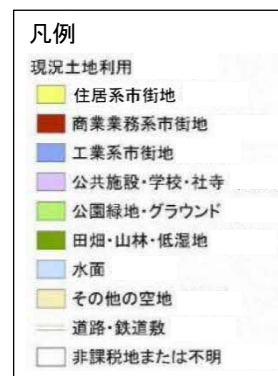 凡例
現況土地利用
住居系市街地
商業業務系市街地
工業系市街地
公共施設・学校・社寺
公園緑地・グラウンド
田畑・山林・低湿地
水面
その他の空地
道路・鉄道敷
非課税地または不明